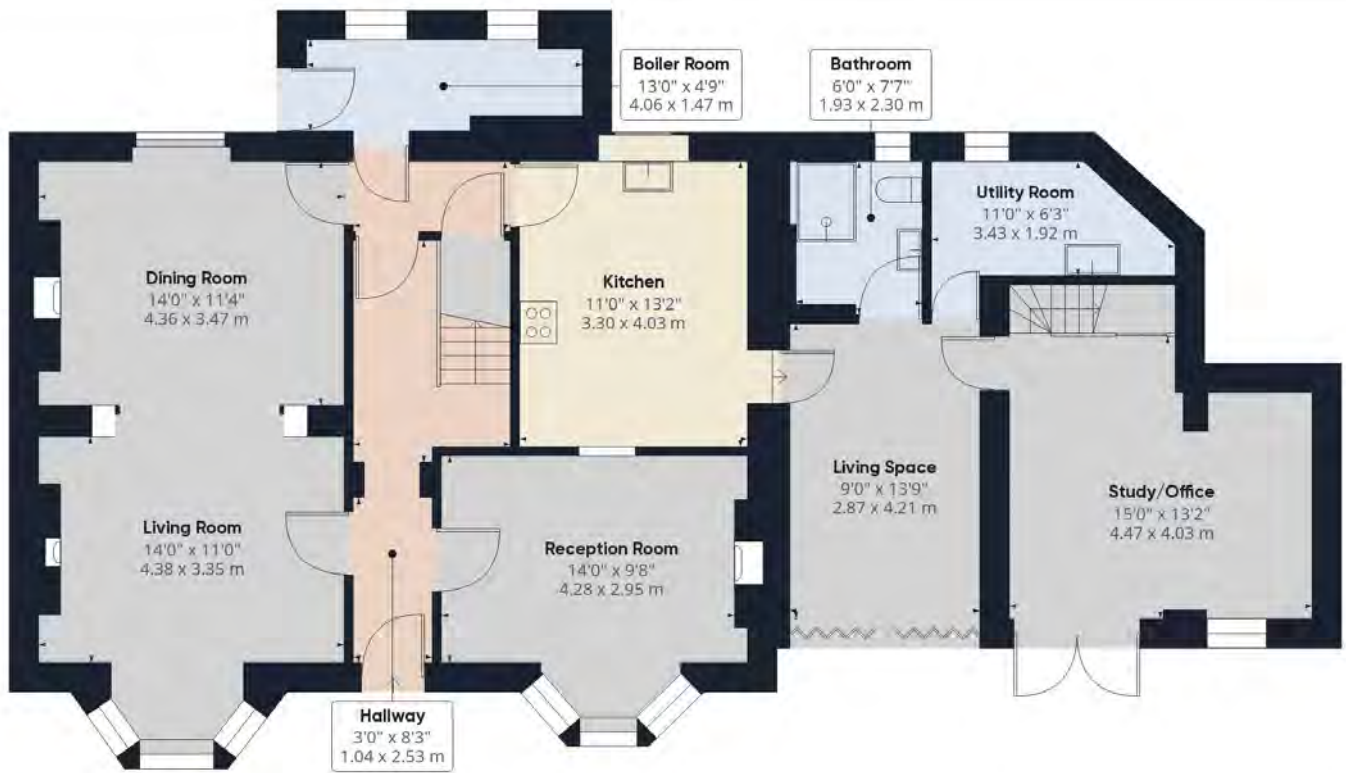 Boiler Room
13'0" x 4'9"
4.06 x 1.47 m
Bathroom
6'0" x 7'7"
1.93 x 2.30 m
Utility Room
11'0" x 6'3"
3.43 x 1.92 m
Dining Room
14'0" x 11'4"
4.36 x 3.47 m
Kitchen
11'0" x 13'2"
3.30 x 4.03 m
Living Space
9'0" x 13'9"
2.87 x 4.21 m
Study/Office
15'0" x 13'2"
4.47 x 4.03 m
Living Room
14'0" x 11'0"
4.38 x 3.35 m
Reception Room
14'0" x 9'8"
4.28 x 2.95 m
Hallway
3'0" x 8'3"
1.04 x 2.53 m